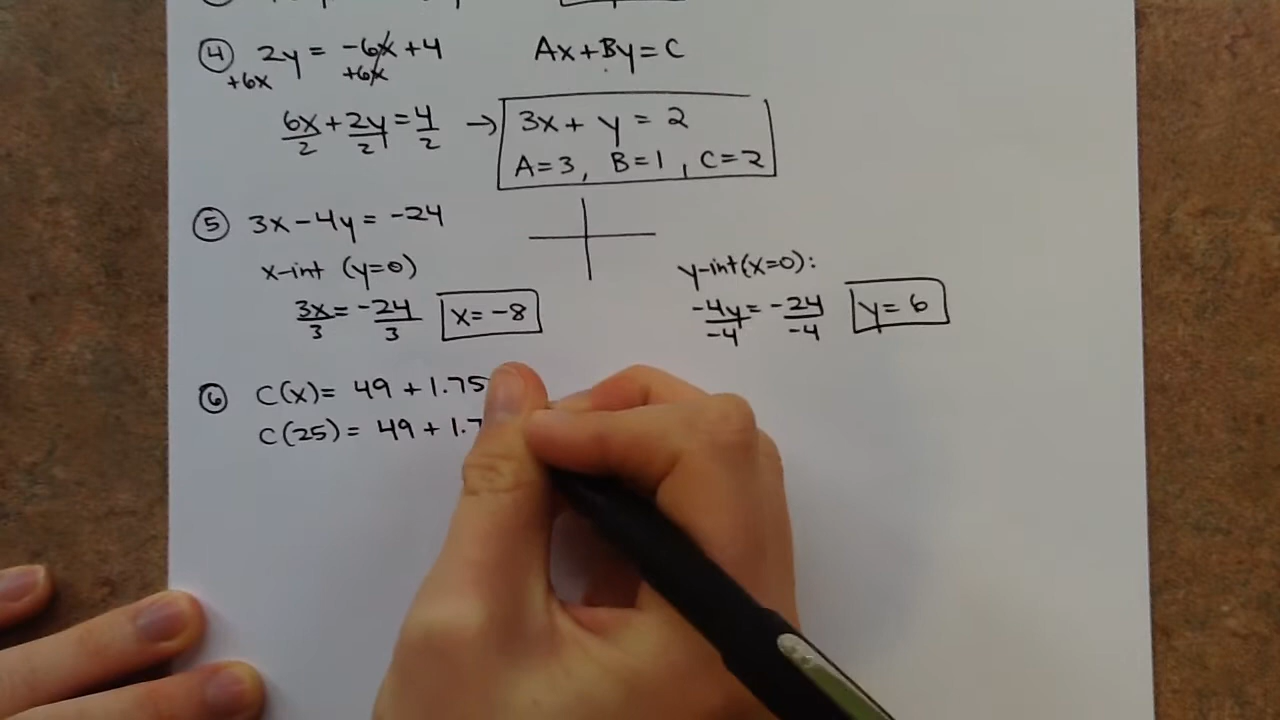 ④ 2y = -6x + 4 Ax + By = C
+6x +6x
6x/2 + 2y/2 = 4/2 → 3x + y = 2
A = 3, B = 1, C = 2
⑤ 3x - 4y = -24
x-int (y=0) y-int (x=0):
3x/3 = -24/3 x = -8 -4y/-4 = -24/-4 y = 6
⑥ C(x) = 49 + 1.75
C(25) = 49 + 1.7